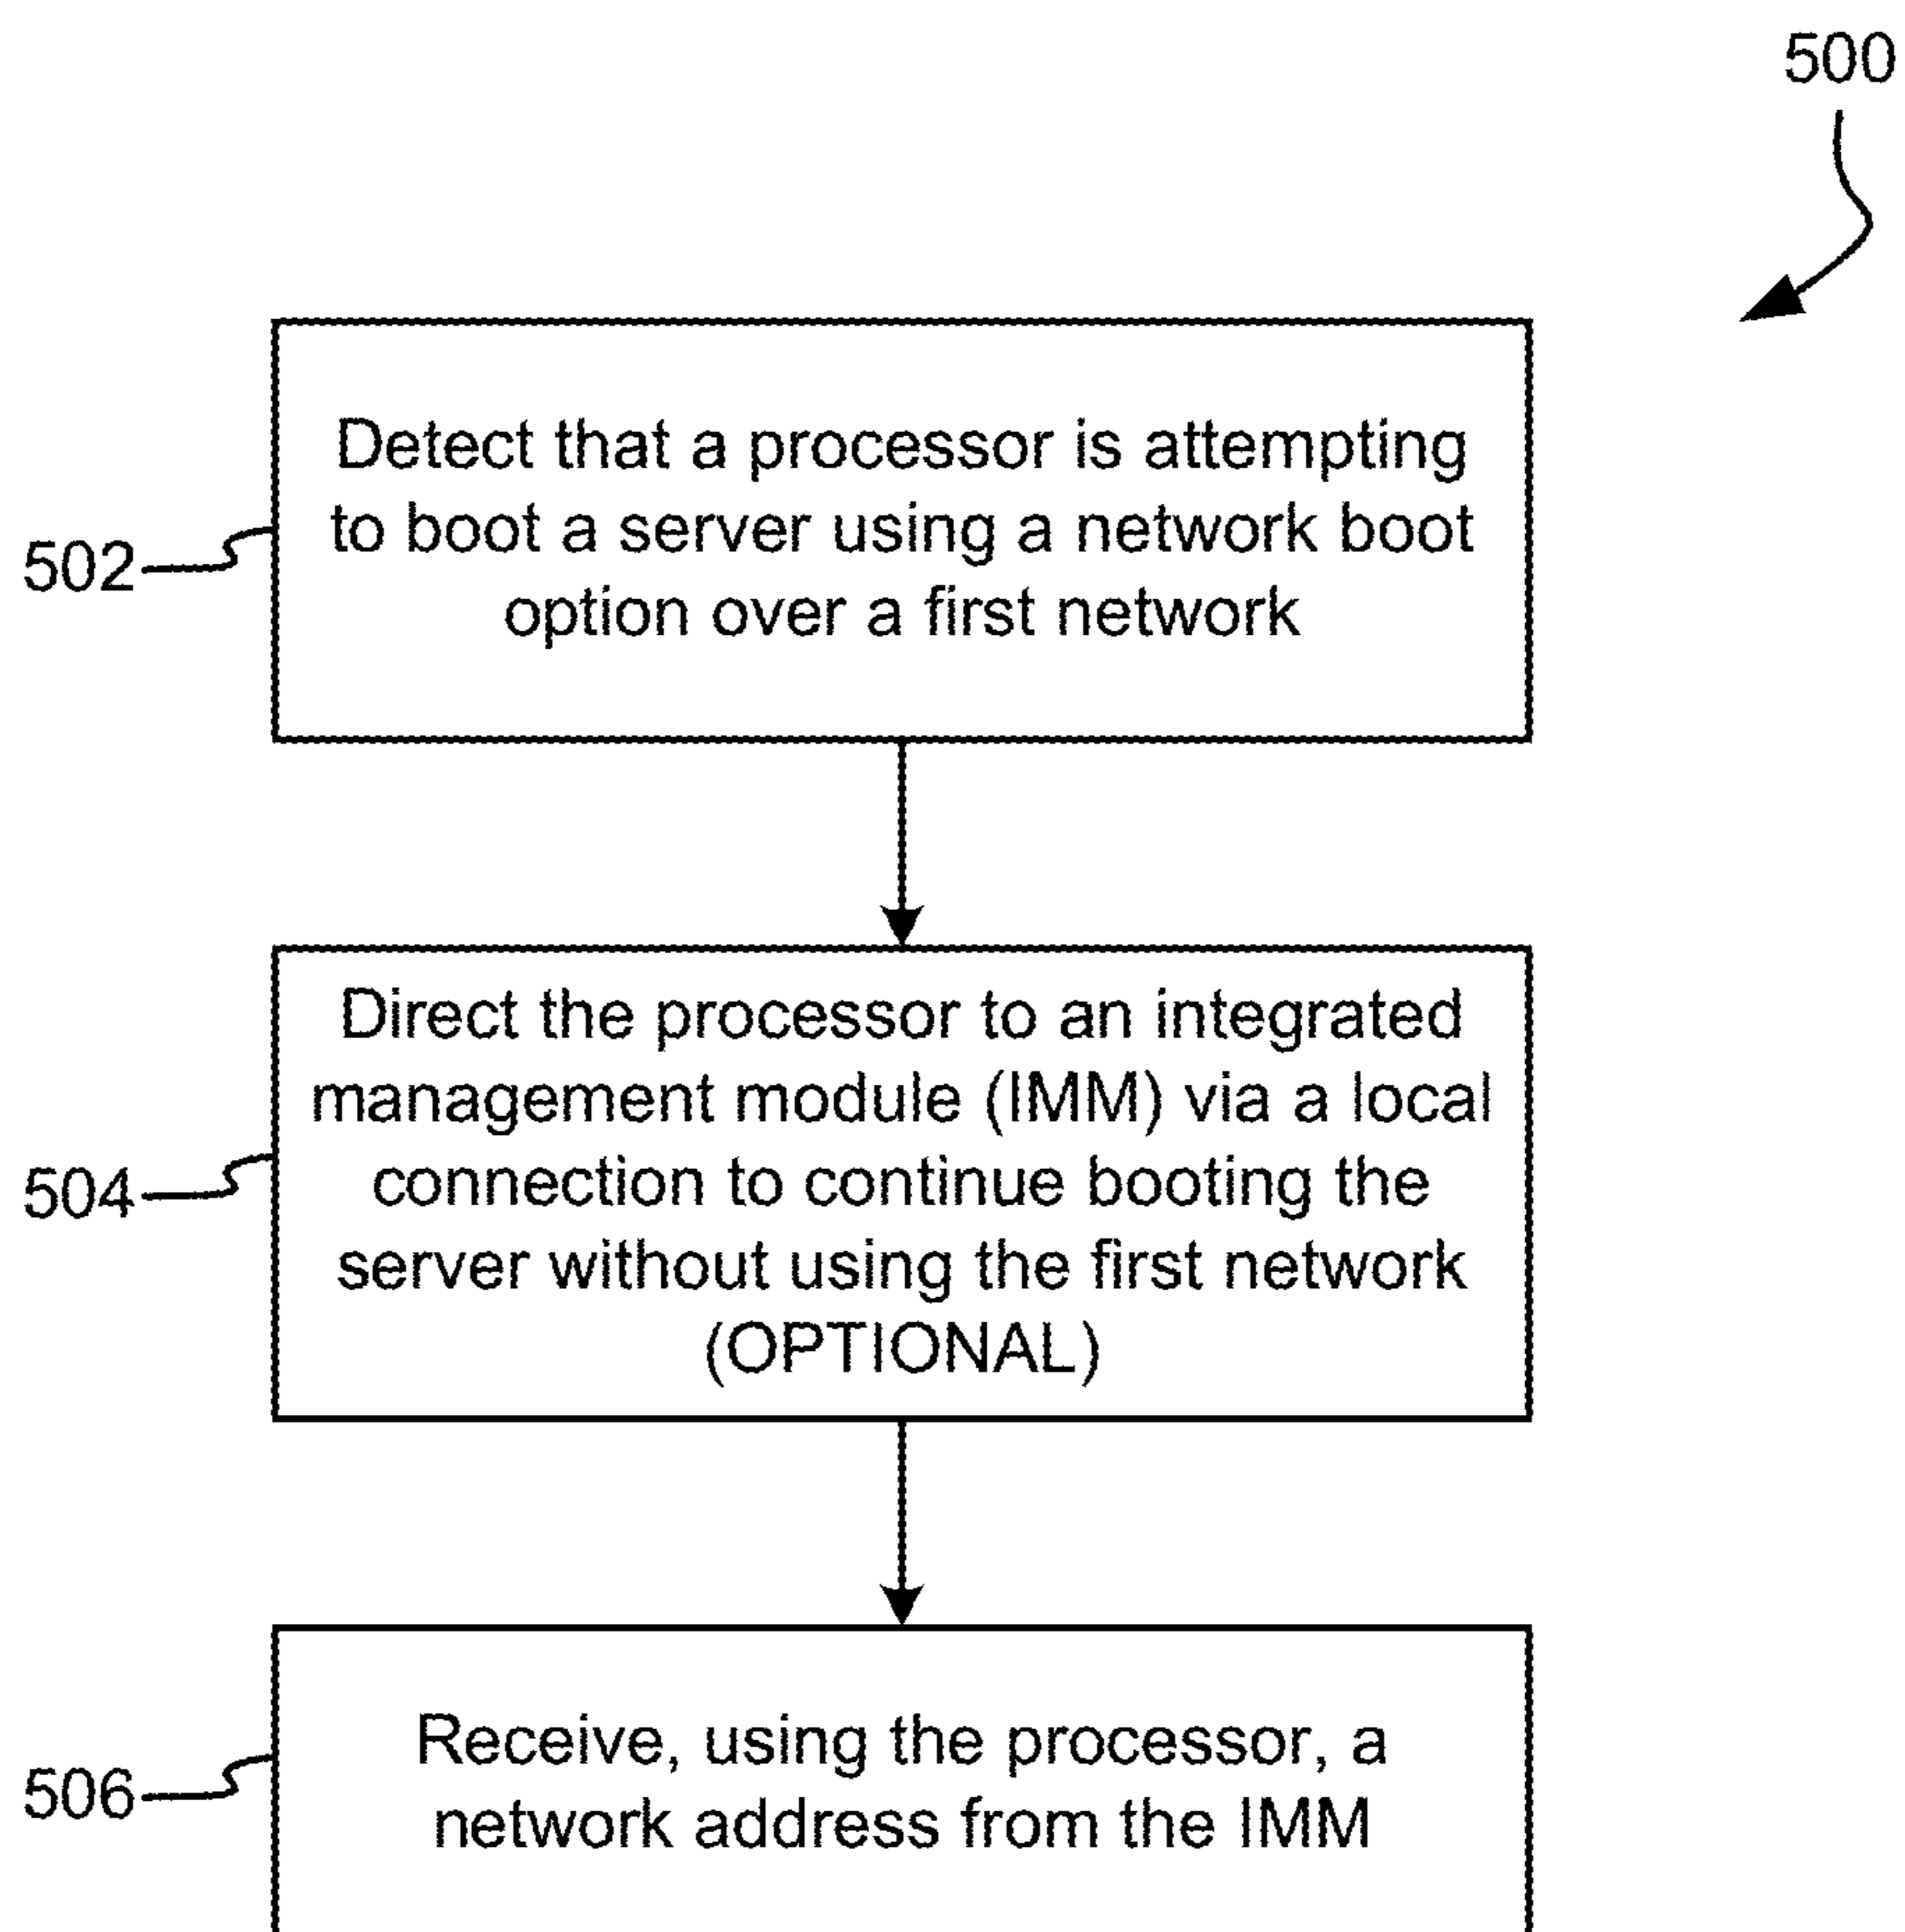 500
Detect that a processor is attempting
to boot a server using a network boot
option over a first network
502
Direct the processor to an integrated
management module (IMM) via a local
connection to continue booting the
server without using the first network
(OPTIONAL)
504
Receive, using the processor, a
network address from the IMM
506